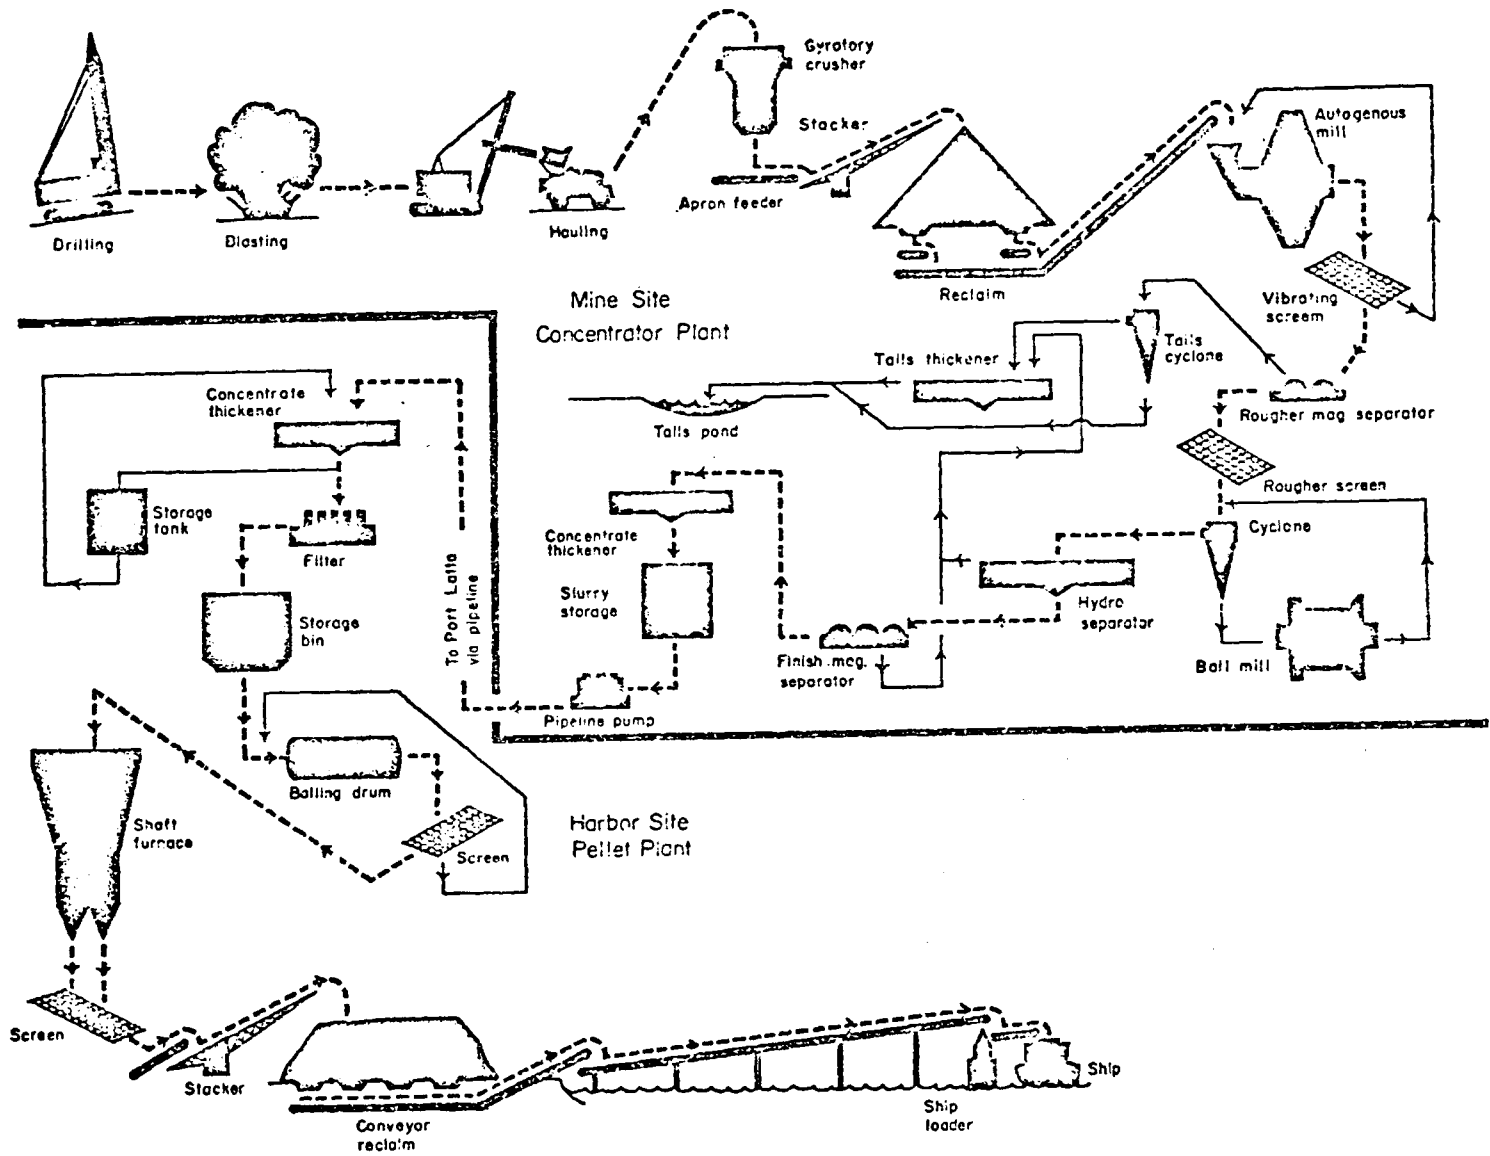 Gyratory
crusher
Stacker
Autogenous
mill
Apron feeder
Drilling
Blasting
Hauling
Reclaim
Mine Site
Concentrator Plant
Vibrating
screem
Tails
cyclone
Tails thickener
Rougher mag separator
Tails pond
Concentrate
thickener
Rougher screen
Storage
tank
Cyclone
Concentrate
thickener
Filter
Slurry
storage
Hydro
separator
Storage
bin
To Port Latta
via pipeline
Finish mag.
separator
Ball mill
Pipeline pump
Balling drum
Shaft
furnace
Harbor Site
Pellet Plant
Screen
Screen
Stacker
Ship
Ship
loader
Conveyor
reclaim